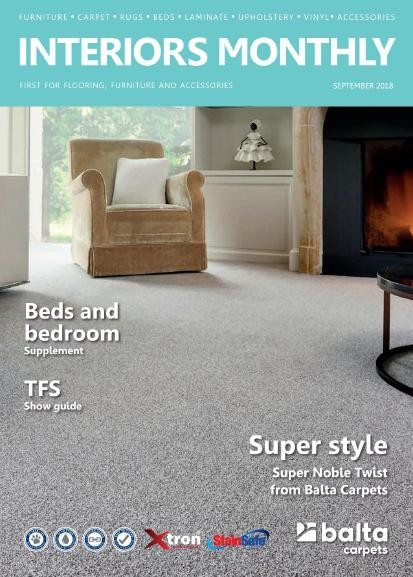 FURNITURE • CARPET • RUGS • BEDS • LAMINATE • UPHOLSTERY • VINYL • ACCESSORIES
INTERIORS MONTHLY
FIRST FOR FLOORING, FURNITURE AND ACCESSORIES
SEPTEMBER 2018
Beds and
bedroom
Supplement
TFS
Show guide
Super style
Super Noble Twist
from Balta Carpets
Xtron
StainSafe
balta
carpets